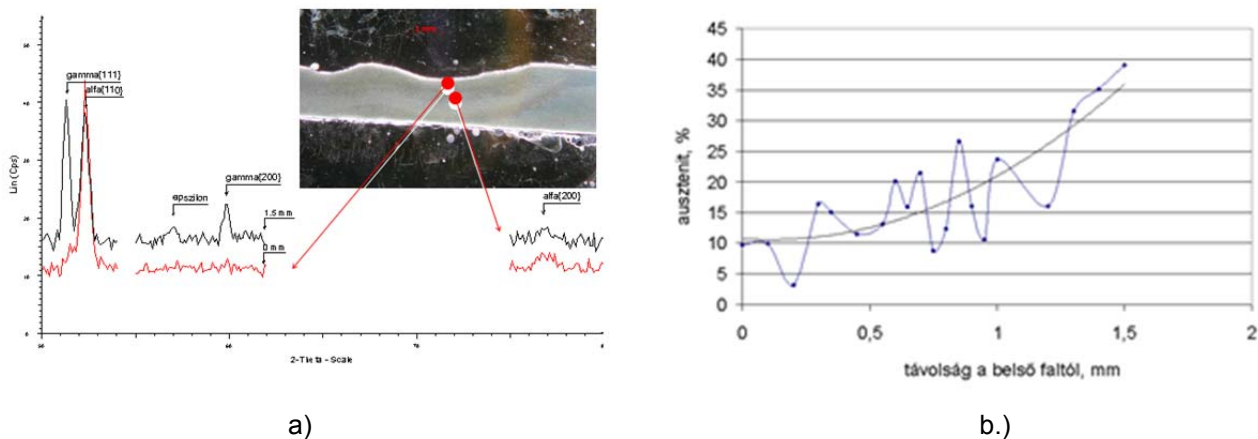 gamma{111}
alfa{110}
Lin (Cps)
epszilon
gamma{200}
1.5 mm
0 mm
alfa{200}
2-Theta - Scale
a)
45
40
35
30
25
20
15
10
5
0
ausztenit, %
0
0,5
1
1,5
2
távolság a belső faltól, mm
b.)